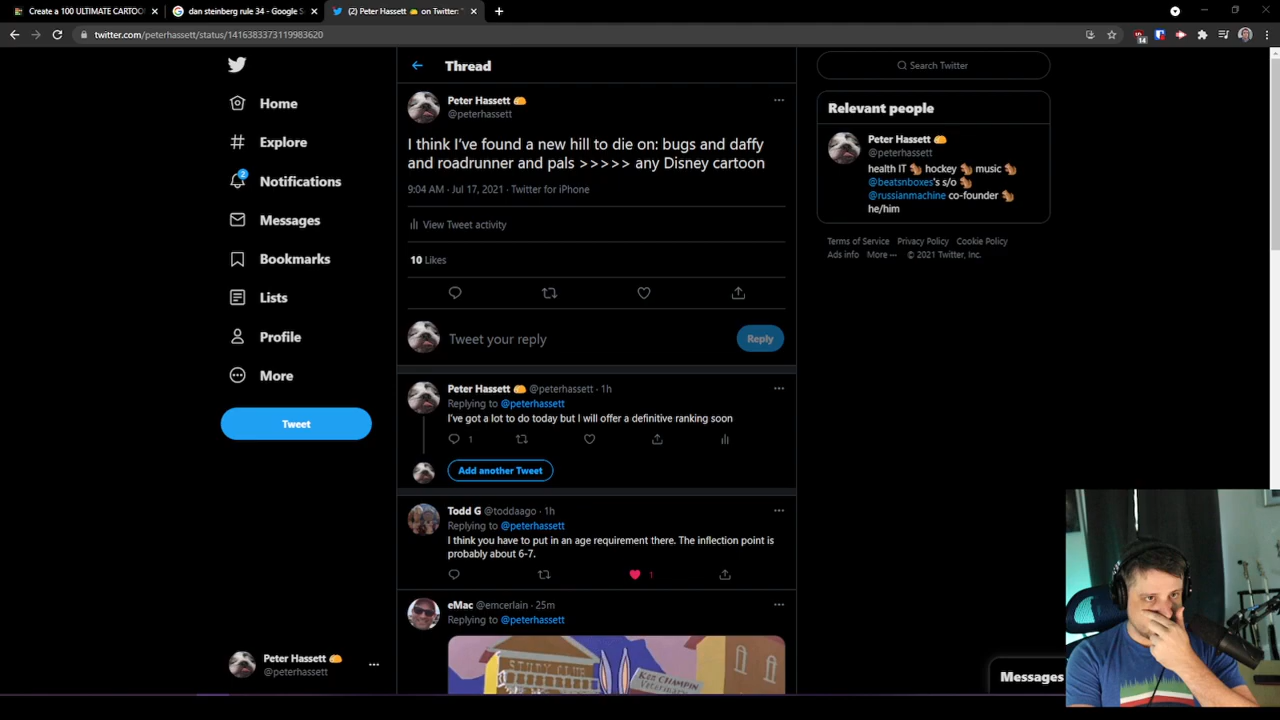 Create a 100 ULTIMATE CARTOO
dan steinberg rule 34 - Google S
(2) Peter Hassett 🌮 on Twitter: "
twitter.com/peterhassett/status/1416383373119983620
14
Home
Explore
2
Notifications
Messages
Bookmarks
Lists
Profile
More
Tweet
Peter Hassett 🌮
@peterhassett
Thread
Peter Hassett 🌮
@peterhassett
I think I've found a new hill to die on: bugs and daffy
and roadrunner and pals >>>>> any Disney cartoon
9:04 AM · Jul 17, 2021 · Twitter for iPhone
View Tweet activity
10 Likes
Tweet your reply
Reply
Peter Hassett 🌮 @peterhassett · 1h
Replying to @peterhassett
I've got a lot to do today but I will offer a definitive ranking soon
1
Add another Tweet
Todd G @toddaago · 1h
Replying to @peterhassett
I think you have to put in an age requirement there. The inflection point is
probably about 6-7.
1
eMac @emcerlain · 25m
Replying to @peterhassett
STUDY CLUB
Search Twitter
Relevant people
Peter Hassett 🌮
@peterhassett
health IT 🐿️ hockey 🐿️ music 🐿️
@beatsnboxes's s/o 🐿️
@russianmachine co-founder 🐿️
he/him
Terms of Service Privacy Policy Cookie Policy
Ads info More ··· © 2021 Twitter, Inc.
Messages